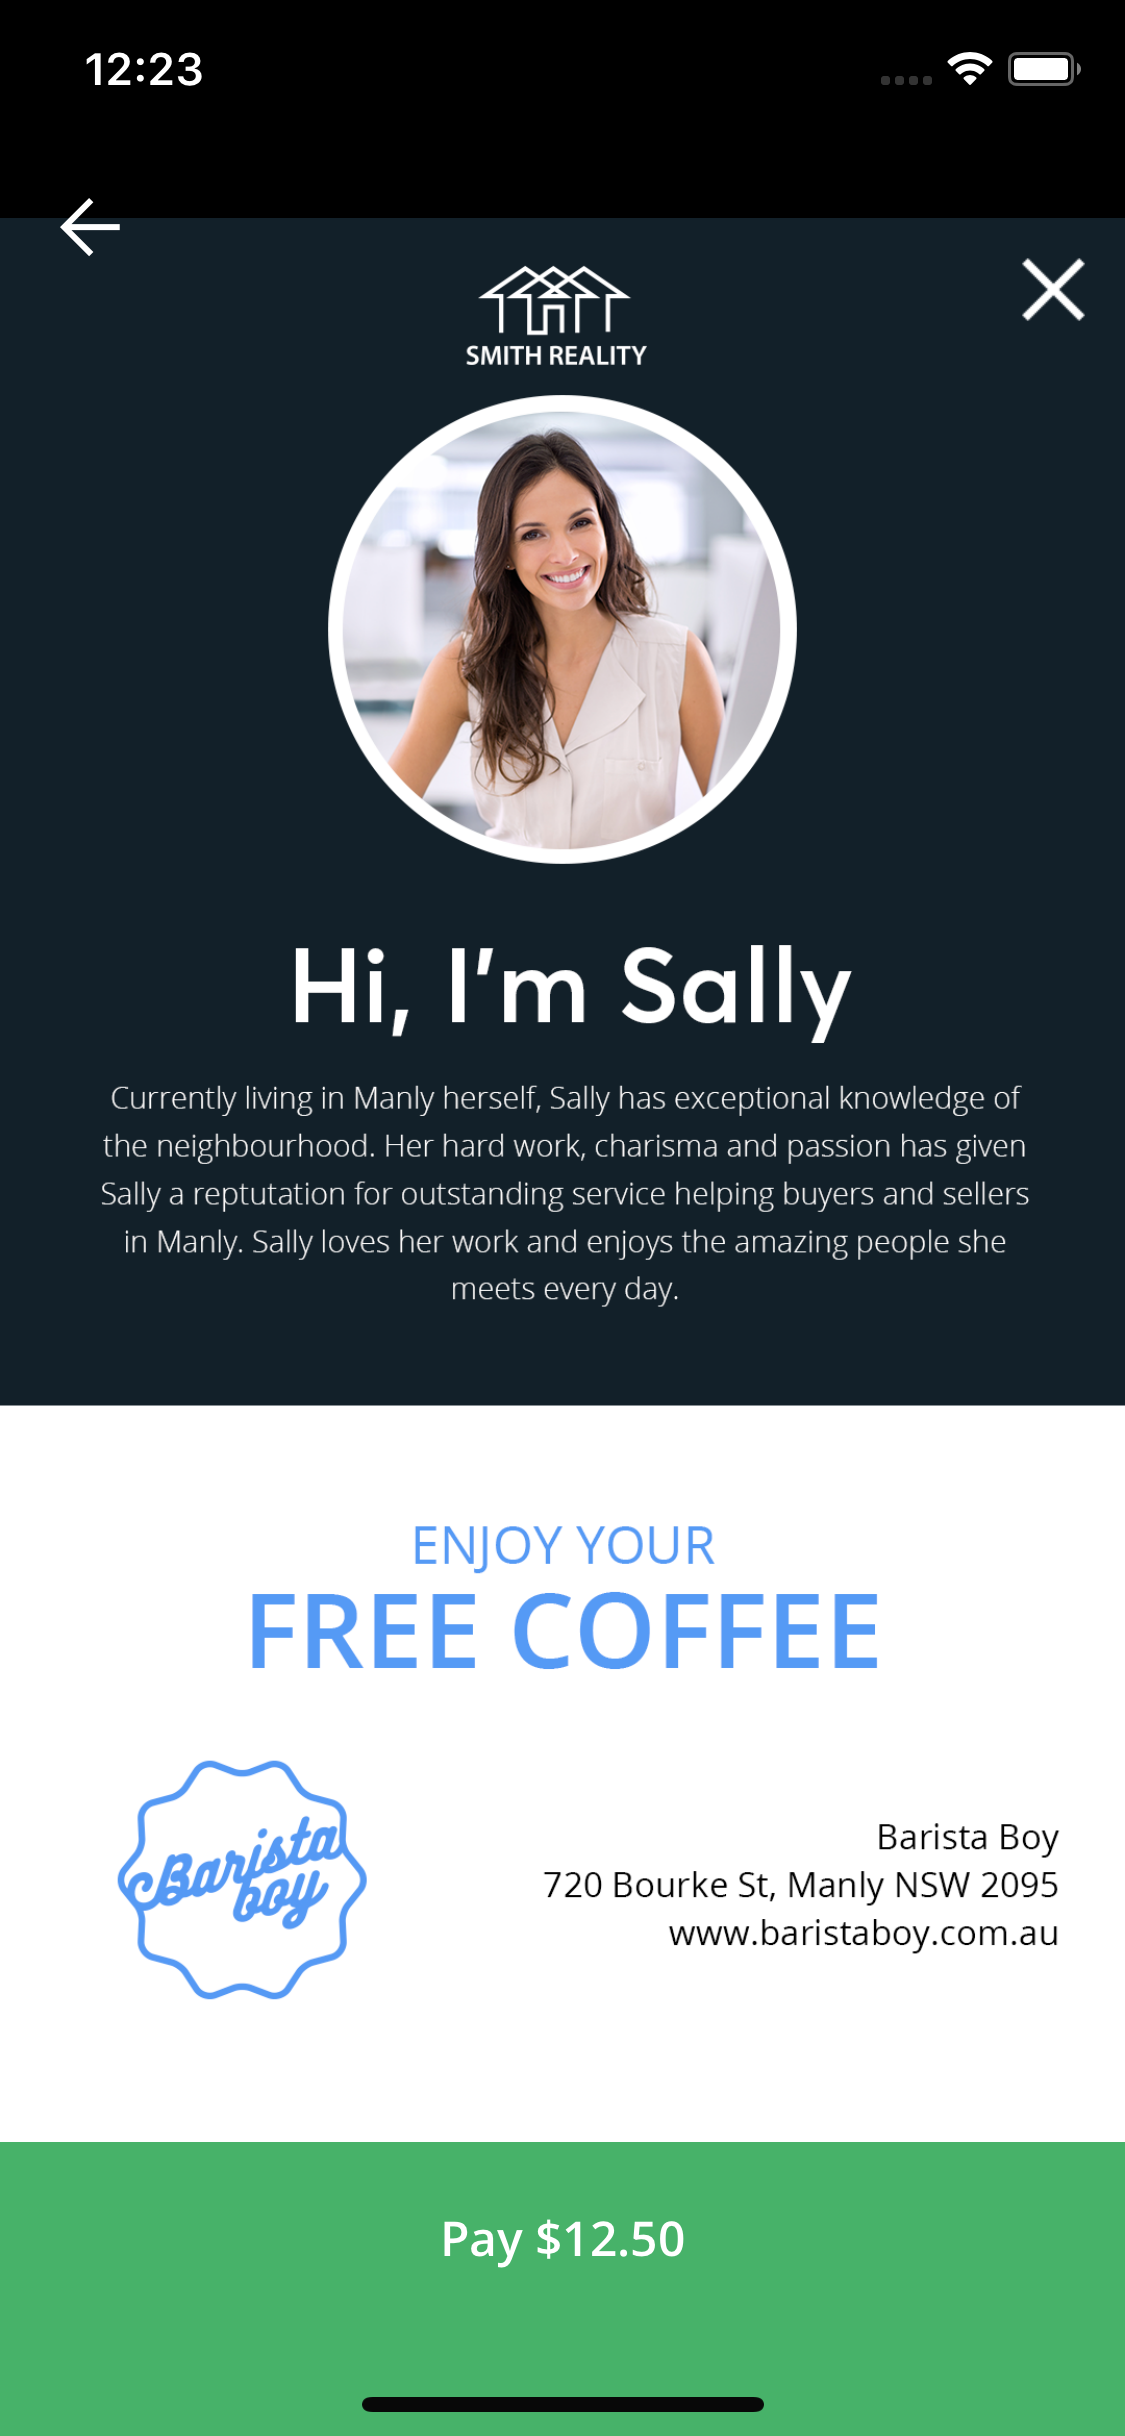 12:23
SMITH REALITY
Hi, I'm Sally
Currently living in Manly herself, Sally has exceptional knowledge of
the neighbourhood. Her hard work, charisma and passion has given
Sally a reptutation for outstanding service helping buyers and sellers
in Manly. Sally loves her work and enjoys the amazing people she
meets every day.
ENJOY YOUR
FREE COFFEE
Barista
boy
Barista Boy
720 Bourke St, Manly NSW 2095
www.baristaboy.com.au
Pay $12.50